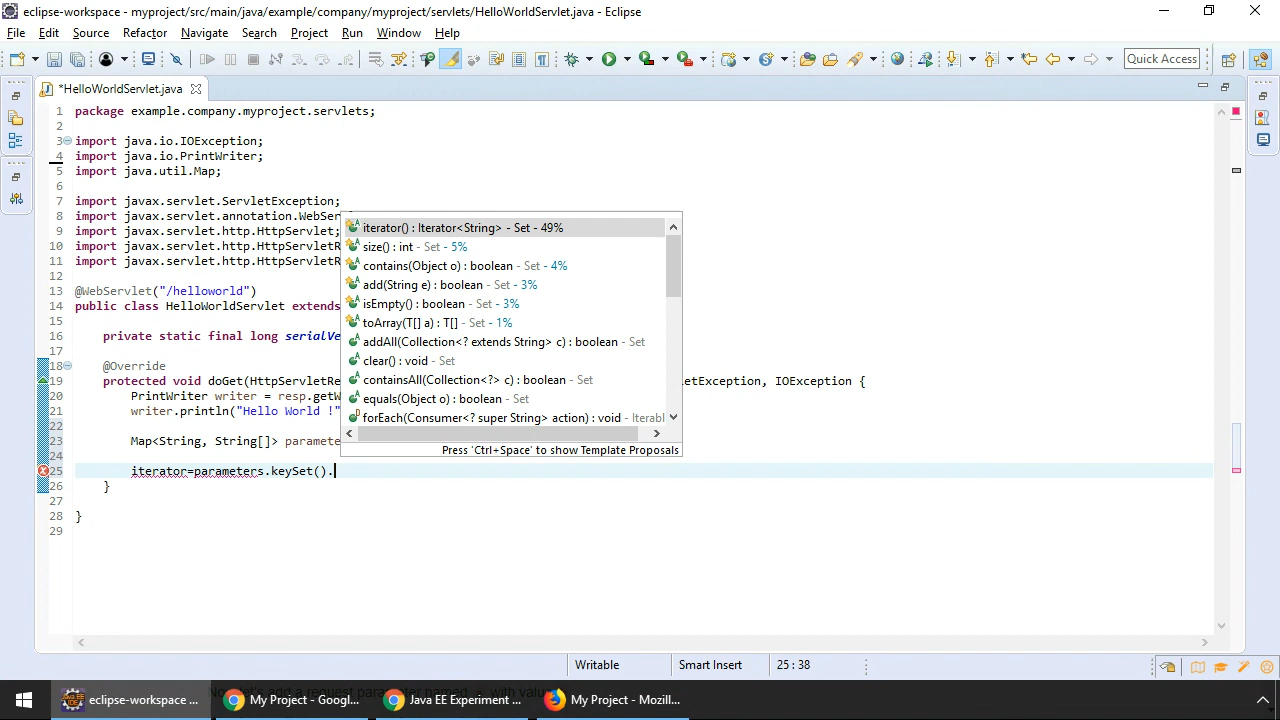 eclipse-workspace - myproject/src/main/java/example/company/myproject/servlets/HelloWorldServlet.java - Eclipse
File Edit Source Refactor Navigate Search Project Run Window Help
Quick Access
*HelloWorldServlet.java
1 package example.company.myproject.servlets;
2
3 import java.io.IOException;
4 import java.io.PrintWriter;
5 import java.util.Map;
6
7 import javax.servlet.ServletException;
8 import javax.servlet.annotation.WebServ
9 import javax.servlet.http.HttpServlet;
10 import javax.servlet.http.HttpServletR
11 import javax.servlet.http.HttpServletR
12
13 @WebServlet("/helloworld")
14 public class HelloWorldServlet extends
15
16 private static final long serialVe
17
18 @Override
19 protected void doGet(HttpServletRe letException, IOException {
20 PrintWriter writer = resp.getW
21 writer.println("Hello World !"
22
23 Map<String, String[]> paramete
24
25 iterator=parameters.keySet().
26 }
27
28 }
29
iterator() : Iterator<String> - Set - 49%
size() : int - Set - 5%
contains(Object o) : boolean - Set - 4%
add(String e) : boolean - Set - 3%
isEmpty() : boolean - Set - 3%
toArray(T[] a) : T[] - Set - 1%
addAll(Collection<? extends String> c) : boolean - Set
clear() : void - Set
containsAll(Collection<?> c) : boolean - Set
equals(Object o) : boolean - Set
forEach(Consumer<? super String> action) : void - Iterabl
Press 'Ctrl+Space' to show Template Proposals
Writable Smart Insert 25 : 38
eclipse-workspace ... My Project - Googl... Java EE Experiment ... My Project - Mozill...